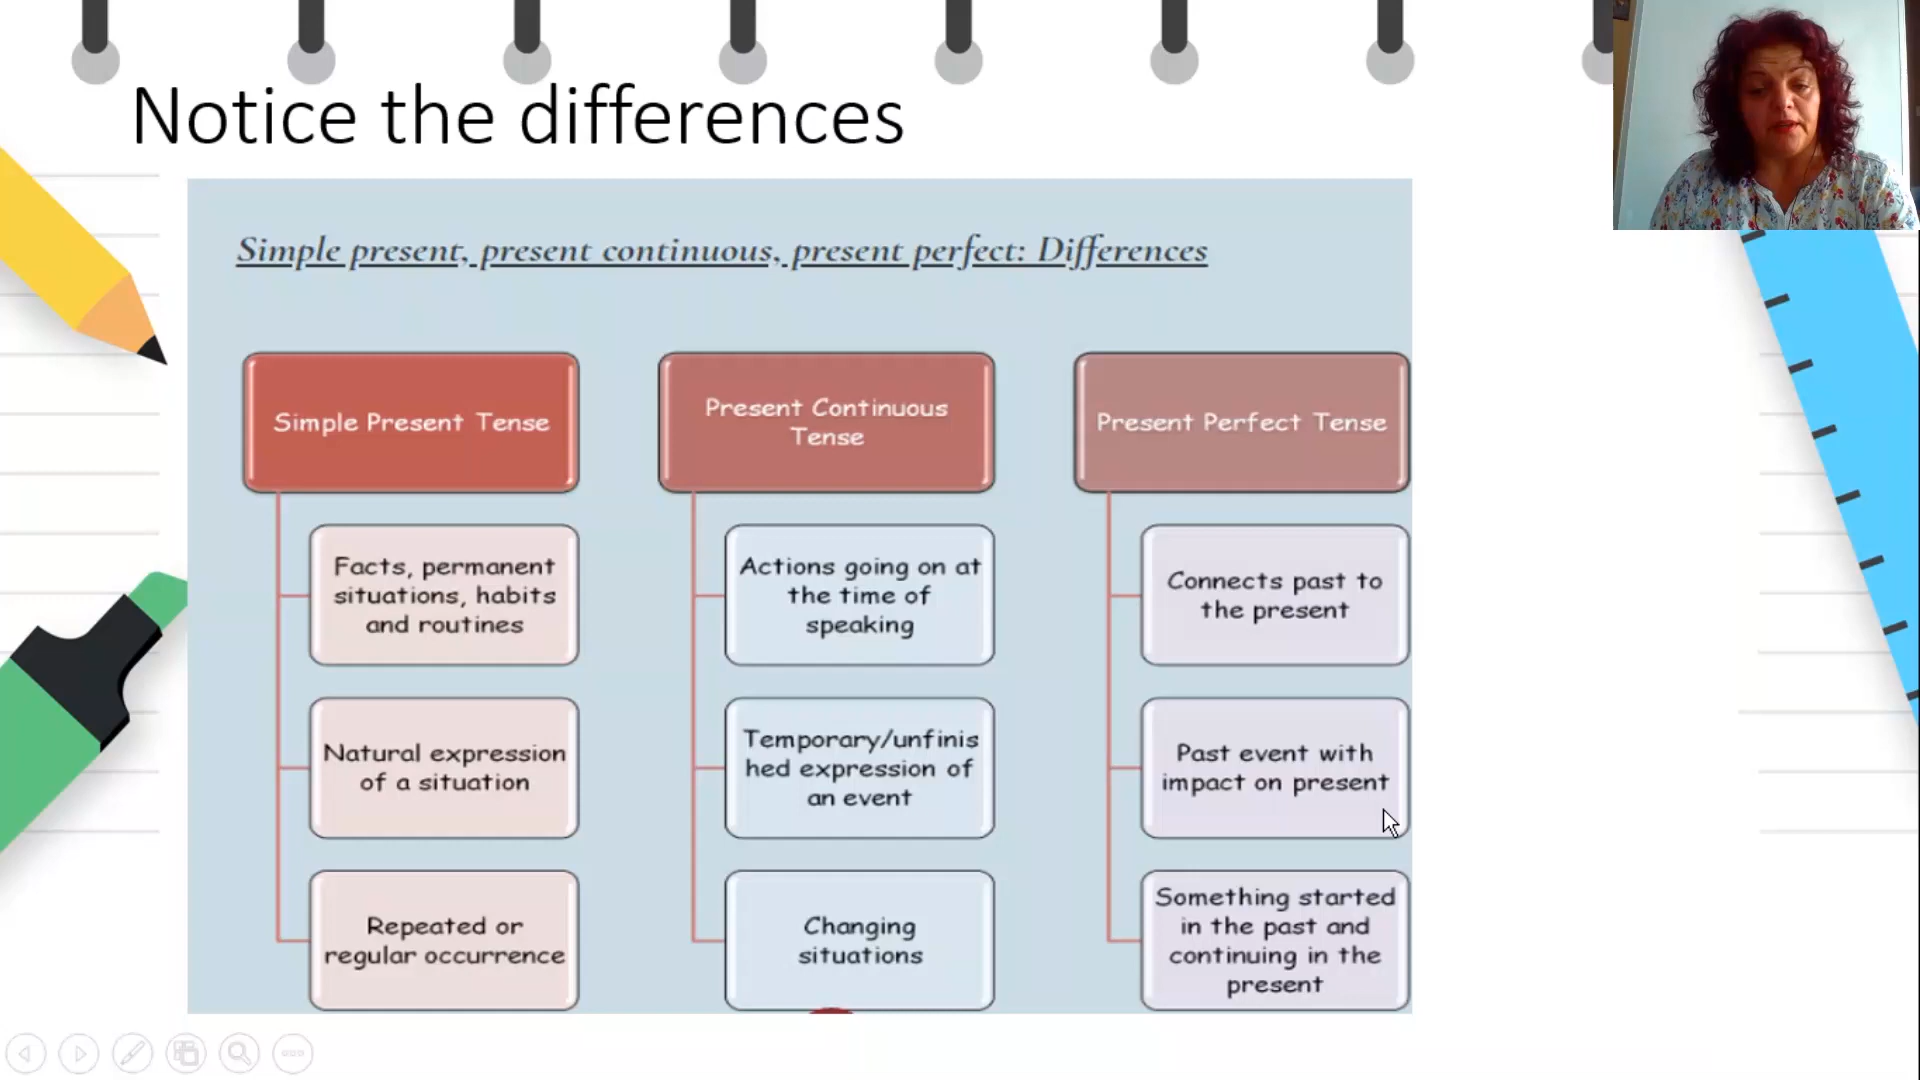 Notice the differences
Simple present, present continuous, present perfect: Differences
Simple Present Tense
Facts, permanent
situations, habits
and routines
Natural expression
of a situation
Repeated or
regular occurrence
Present Continuous
Tense
Actions going on at
the time of
speaking
Temporary/unfinis
hed expression of
an event
Changing
situations
Present Perfect Tense
Connects past to
the present
Past event with
impact on present
Something started
in the past and
continuing in the
present